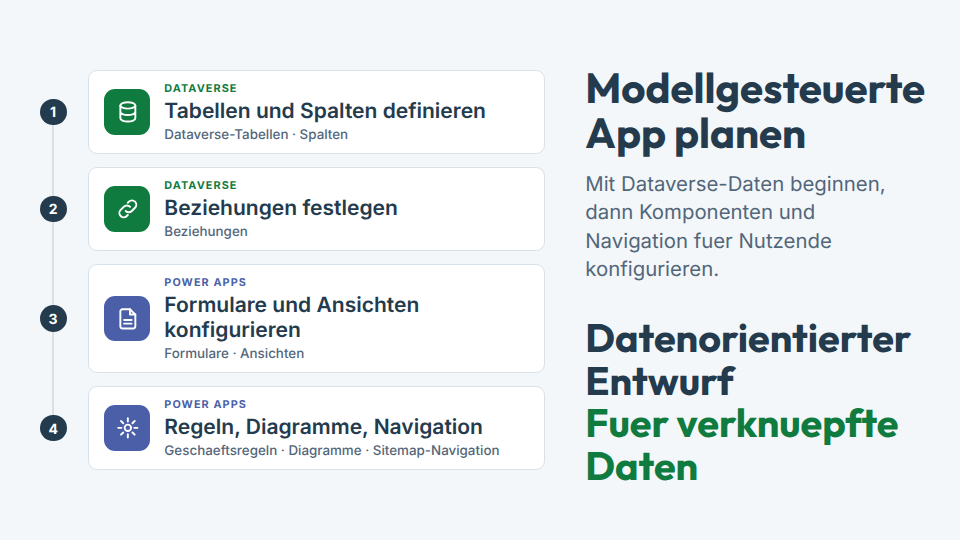 1
DATAVERSE
Tabellen und Spalten definieren
Dataverse-Tabellen · Spalten
2
DATAVERSE
Beziehungen festlegen
Beziehungen
3
POWER APPS
Formulare und Ansichten
konfigurieren
Formulare · Ansichten
4
POWER APPS
Regeln, Diagramme, Navigation
Geschaeftsregeln · Diagramme · Sitemap-Navigation
Modellgesteuerte
App planen
Mit Dataverse-Daten beginnen,
dann Komponenten und
Navigation fuer Nutzende
konfigurieren.
Datenorientierter
Entwurf
Fuer verknuepfte
Daten